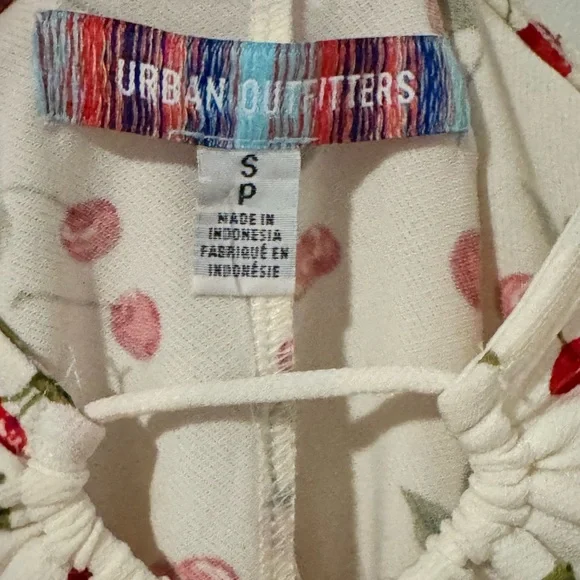 URBAN OUTFITTERS
S
P
MADE IN
INDONESIA
FABRIQUÉ EN
INDONÉSIE